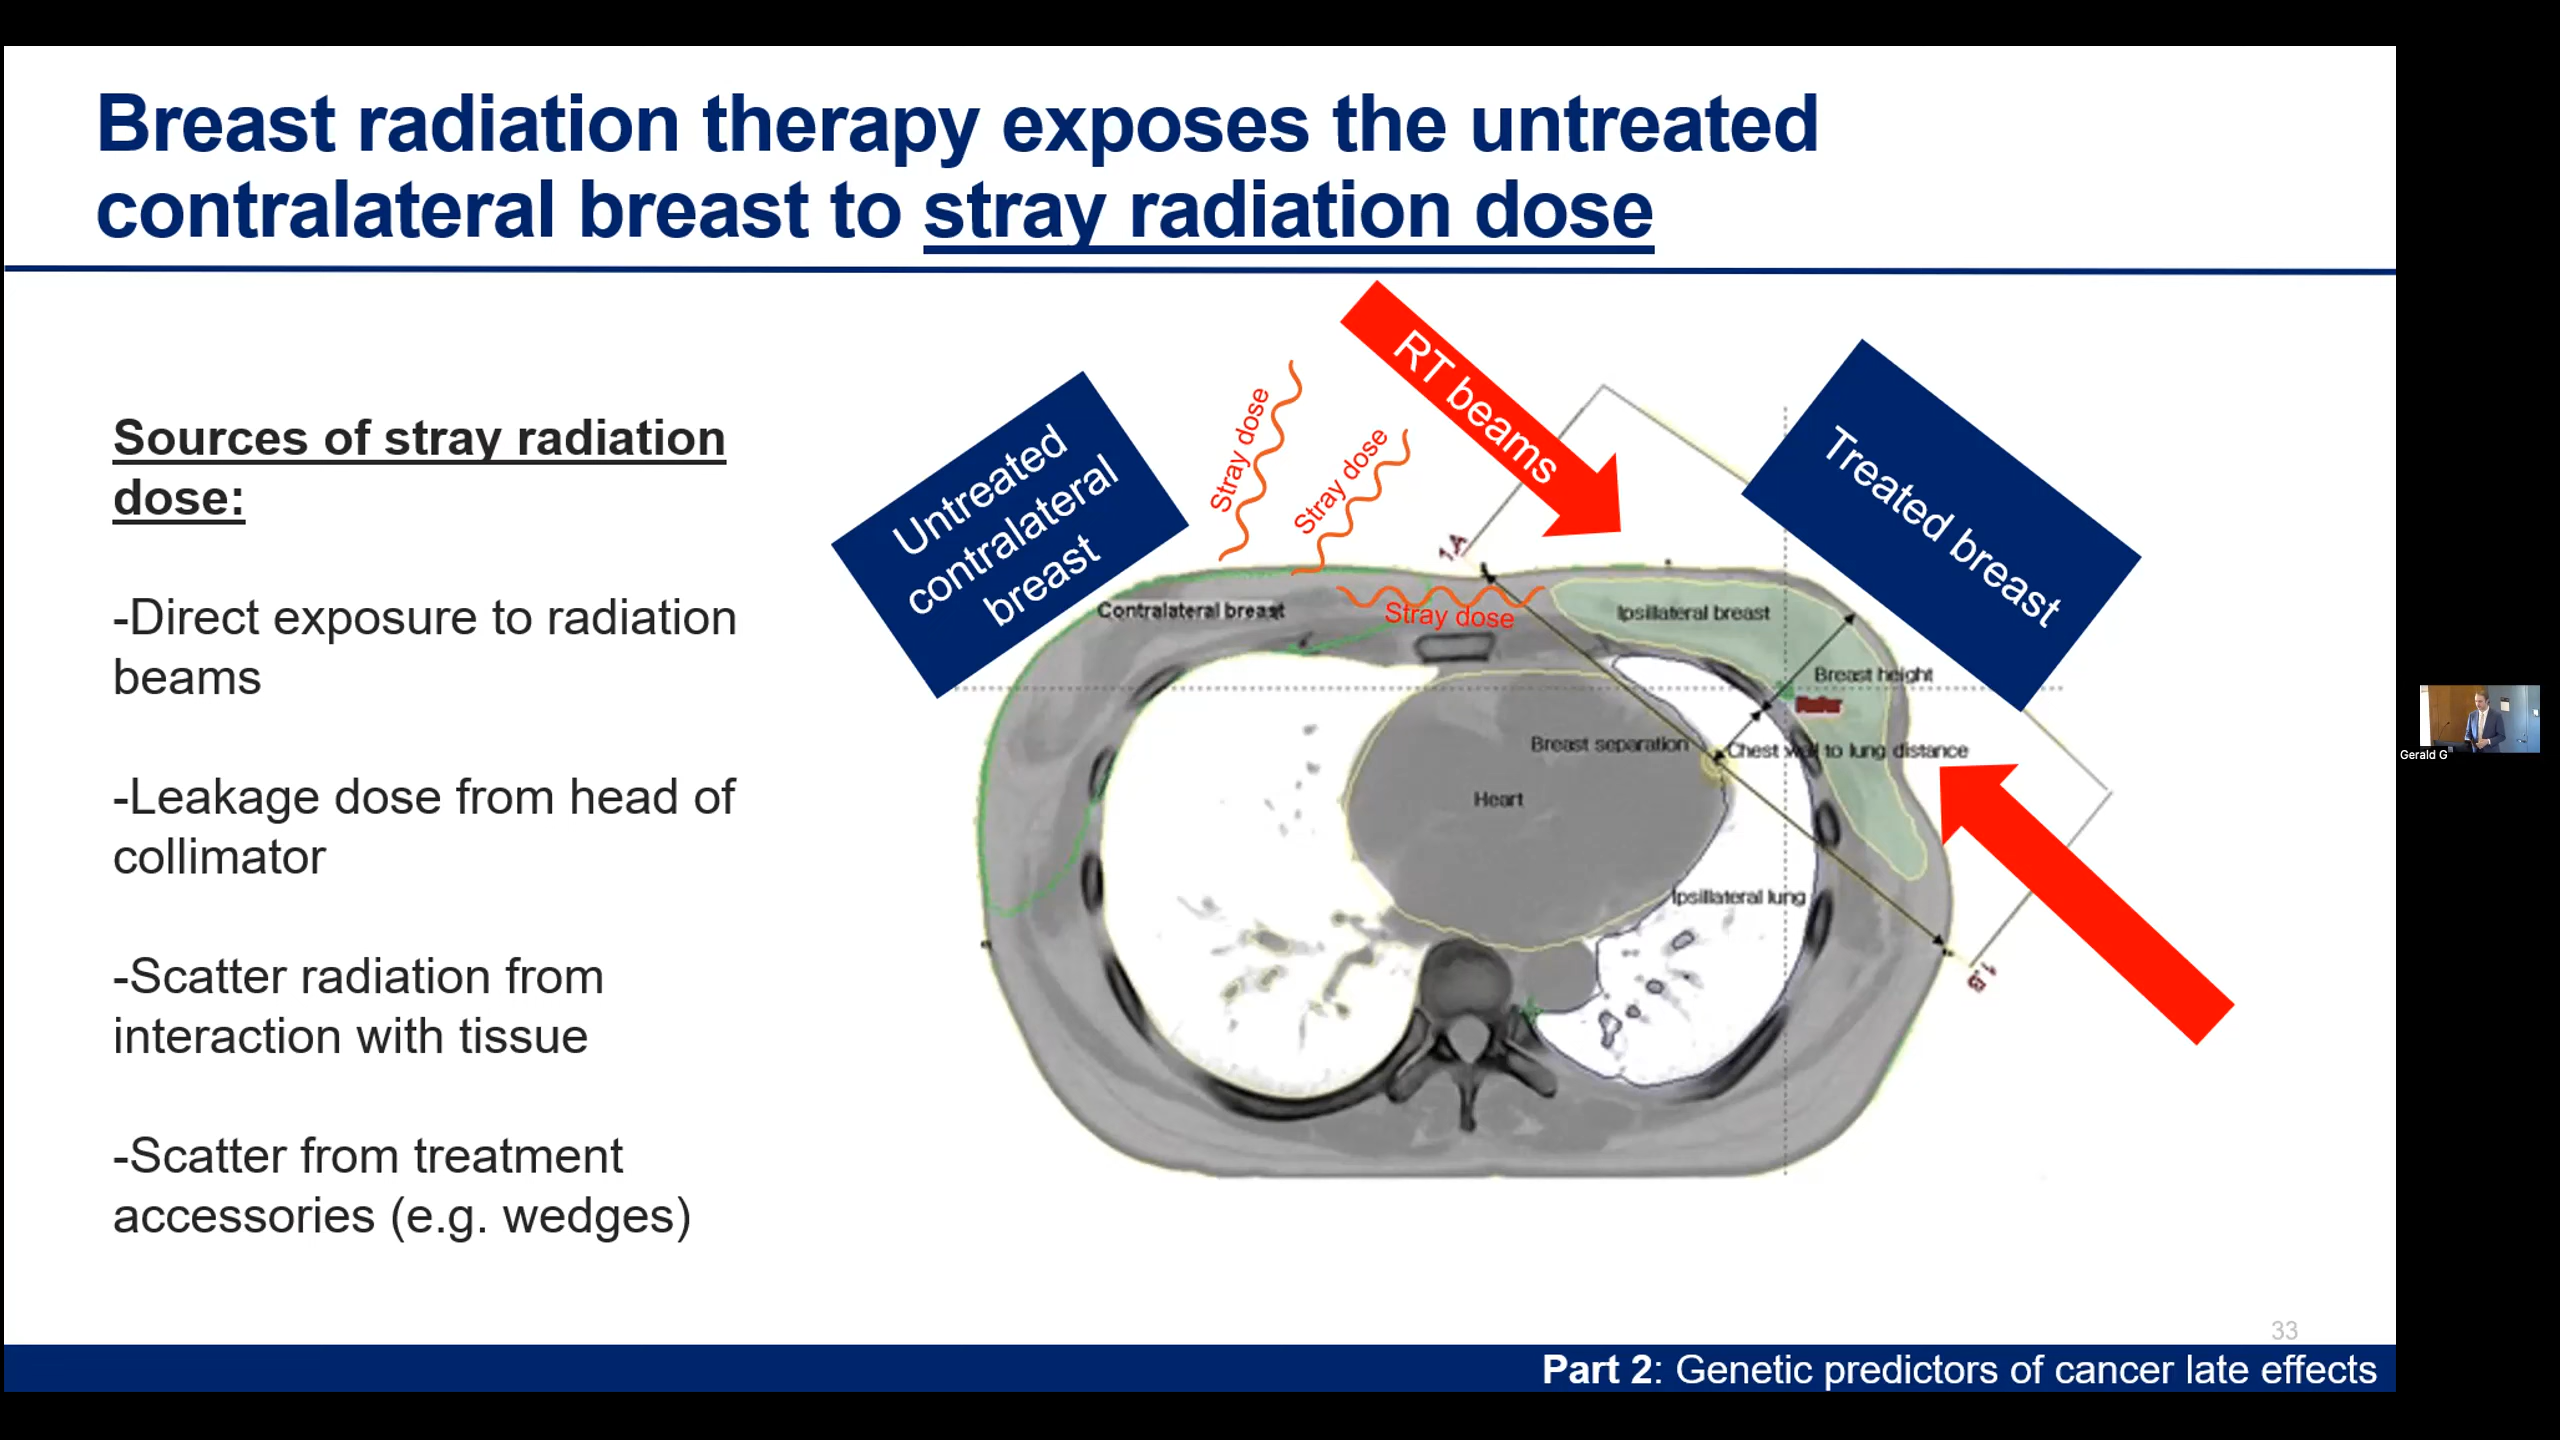 Breast radiation therapy exposes the untreated
contralateral breast to stray radiation dose
Sources of stray radiation
dose:
-Direct exposure to radiation
beams
-Leakage dose from head of
collimator
-Scatter radiation from
interaction with tissue
-Scatter from treatment
accessories (e.g. wedges)
Untreated
contralateral
breast
Stray dose
Stray dose
RT beams
Treated breast
1A
Contralateral breast
Stray dose
Ipsillateral breast
Breast height
Breast separation
Chest wall to lung distance
Heart
Ipsillateral lung
33
Part 2: Genetic predictors of cancer late effects
Gerald G